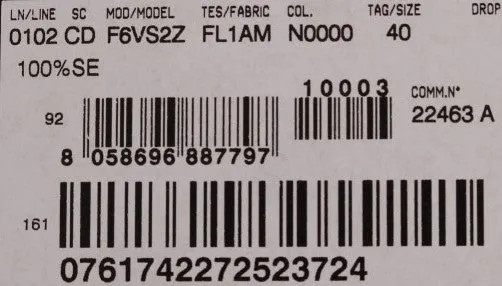 LN/LINE SC MOD/MODEL TES/FABRIC COL. TAG/SIZE DROP
0102 CD F6VS2Z FL1AM N0000 40
100%SE
10003 COMM.N°
92 22463 A
8 058696 887797
161
0761742272523724